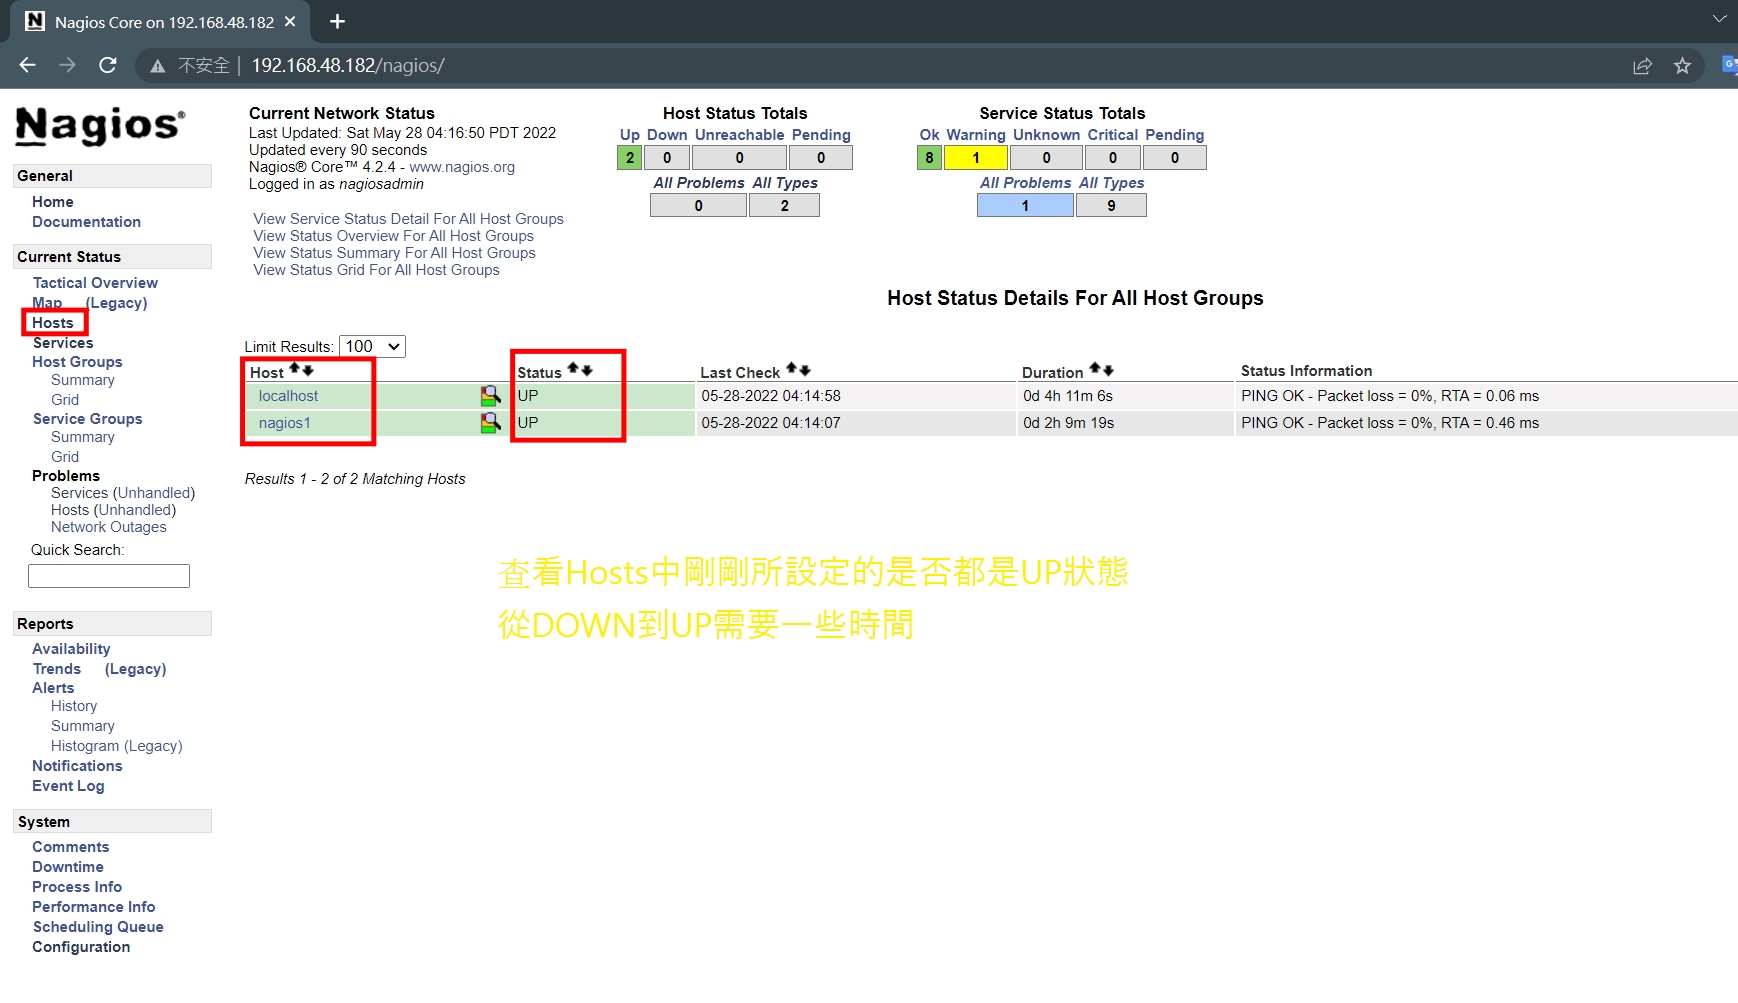 Nagios Core on 192.168.48.182
不安全 192.168.48.182/nagios/
Nagios®
General
Home
Documentation
Current Status
Tactical Overview
Map (Legacy)
Hosts
Services
Host Groups
Summary
Grid
Service Groups
Summary
Grid
Problems
Services (Unhandled)
Hosts (Unhandled)
Network Outages
Quick Search:
Reports
Availability
Trends (Legacy)
Alerts
History
Summary
Histogram (Legacy)
Notifications
Event Log
System
Comments
Downtime
Process Info
Performance Info
Scheduling Queue
Configuration
Current Network Status
Last Updated: Sat May 28 04:16:50 PDT 2022
Updated every 90 seconds
Nagios® Core™ 4.2.4 - www.nagios.org
Logged in as nagiosadmin
View Service Status Detail For All Host Groups
View Status Overview For All Host Groups
View Status Summary For All Host Groups
View Status Grid For All Host Groups
Host Status Totals
Up Down Unreachable Pending
2 0 0 0
All Problems All Types
0 2
Service Status Totals
Ok Warning Unknown Critical Pending
8 1 0 0 0
All Problems All Types
1 9
Host Status Details For All Host Groups
Limit Results: 100
Host Status Last Check Duration Status Information
localhost UP 05-28-2022 04:14:58 0d 4h 11m 6s PING OK - Packet loss = 0%, RTA = 0.06 ms
nagios1 UP 05-28-2022 04:14:07 0d 2h 9m 19s PING OK - Packet loss = 0%, RTA = 0.46 ms
Results 1 - 2 of 2 Matching Hosts
查看Hosts中剛剛所設定的是否都是UP狀態
從DOWN到UP需要一些時間